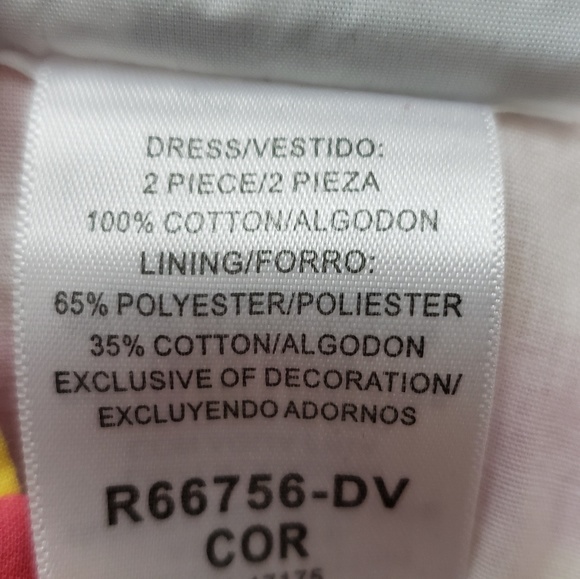 DRESS/VESTIDO:
2 PIECE/2 PIEZA
100% COTTON/ALGODON
LINING/FORRO:
65% POLYESTER/POLIESTER
35% COTTON/ALGODON
EXCLUSIVE OF DECORATION/
EXCLUYENDO ADORNOS
R66756-DV
COR